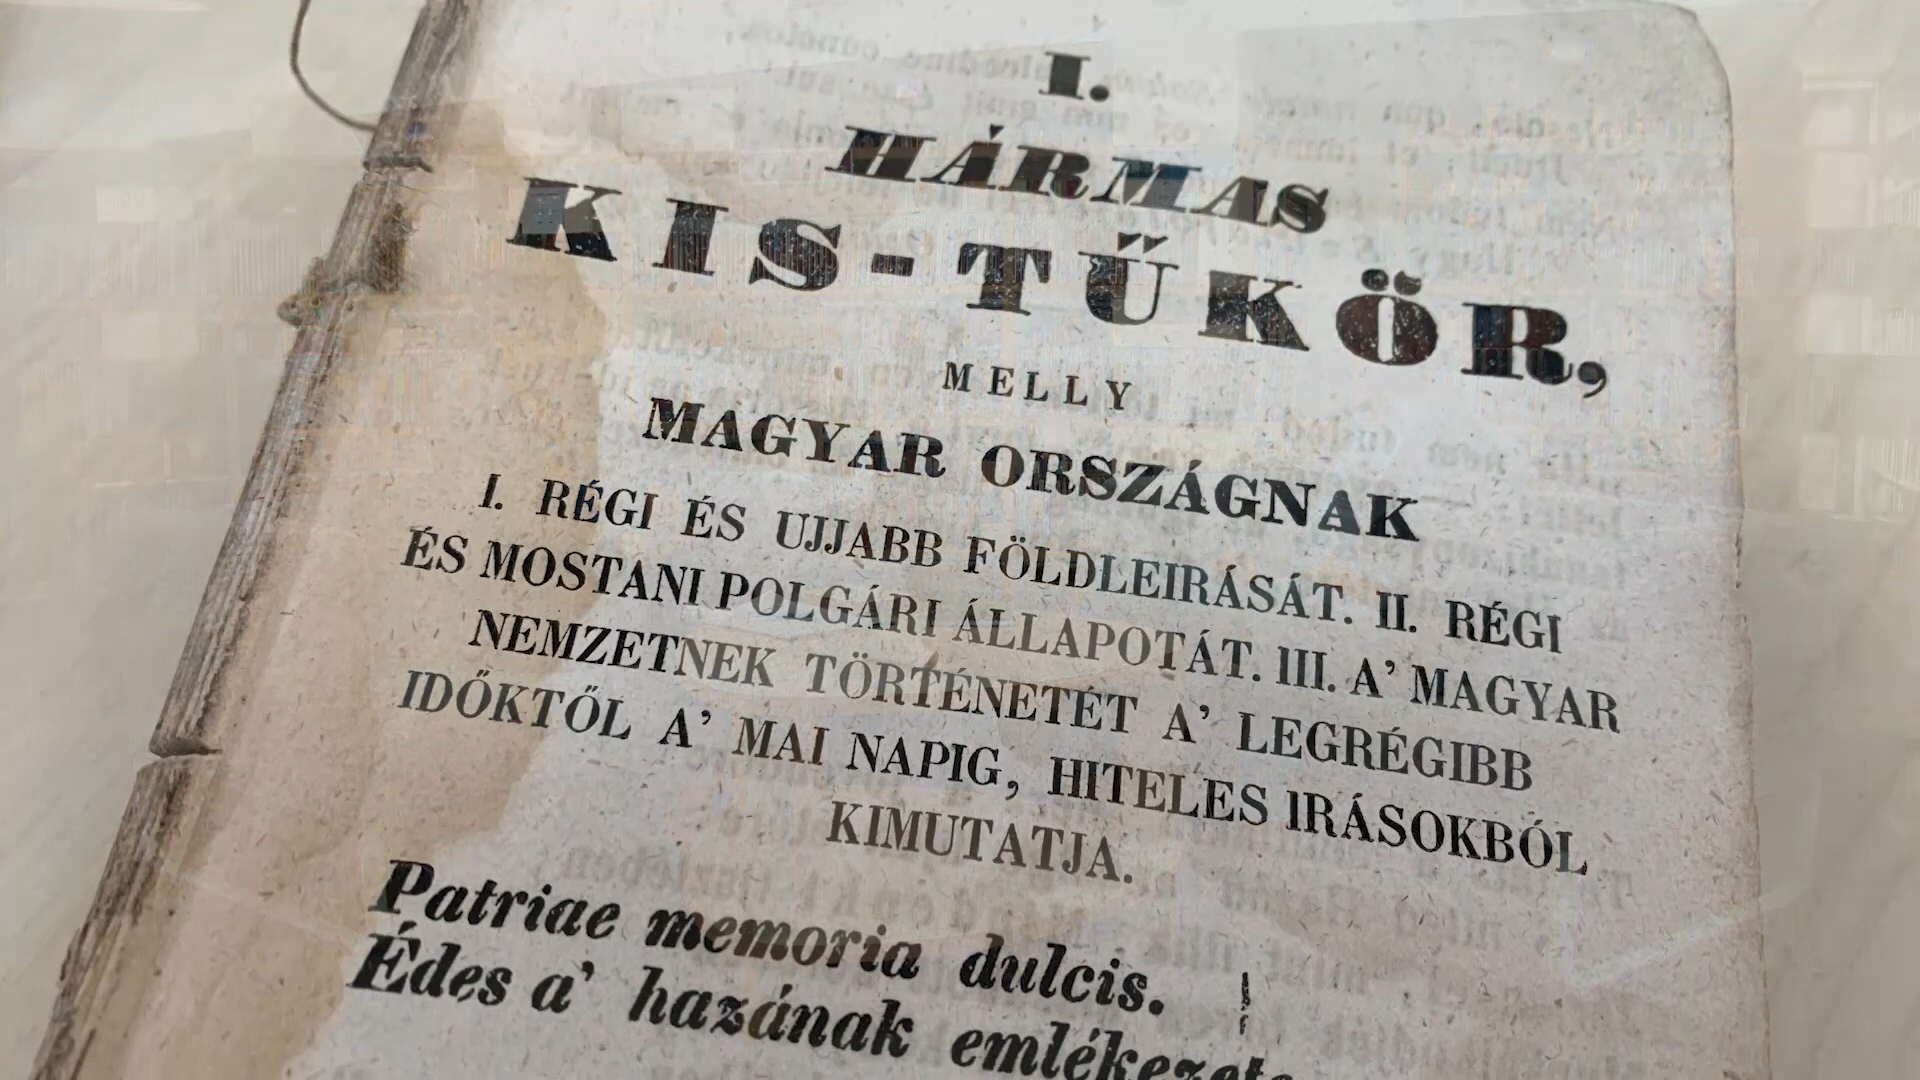 I.
HÁRMAS
KIS-TŰKÖR,
MELLY
MAGYAR ORSZÁGNAK
I. RÉGI ÉS UJJABB FÖLDLEIRÁSÁT. II. RÉGI
ÉS MOSTANI POLGÁRI ÁLLAPOTÁT. III. A' MAGYAR
NEMZETNEK TÖRTÉNETÉT A' LEGRÉGIBB
IDŐKTŐL A' MAI NAPIG, HITELES IRÁSOKBÓL
KIMUTATJA.
Patriae memoria dulcis.
Édes a' hazának